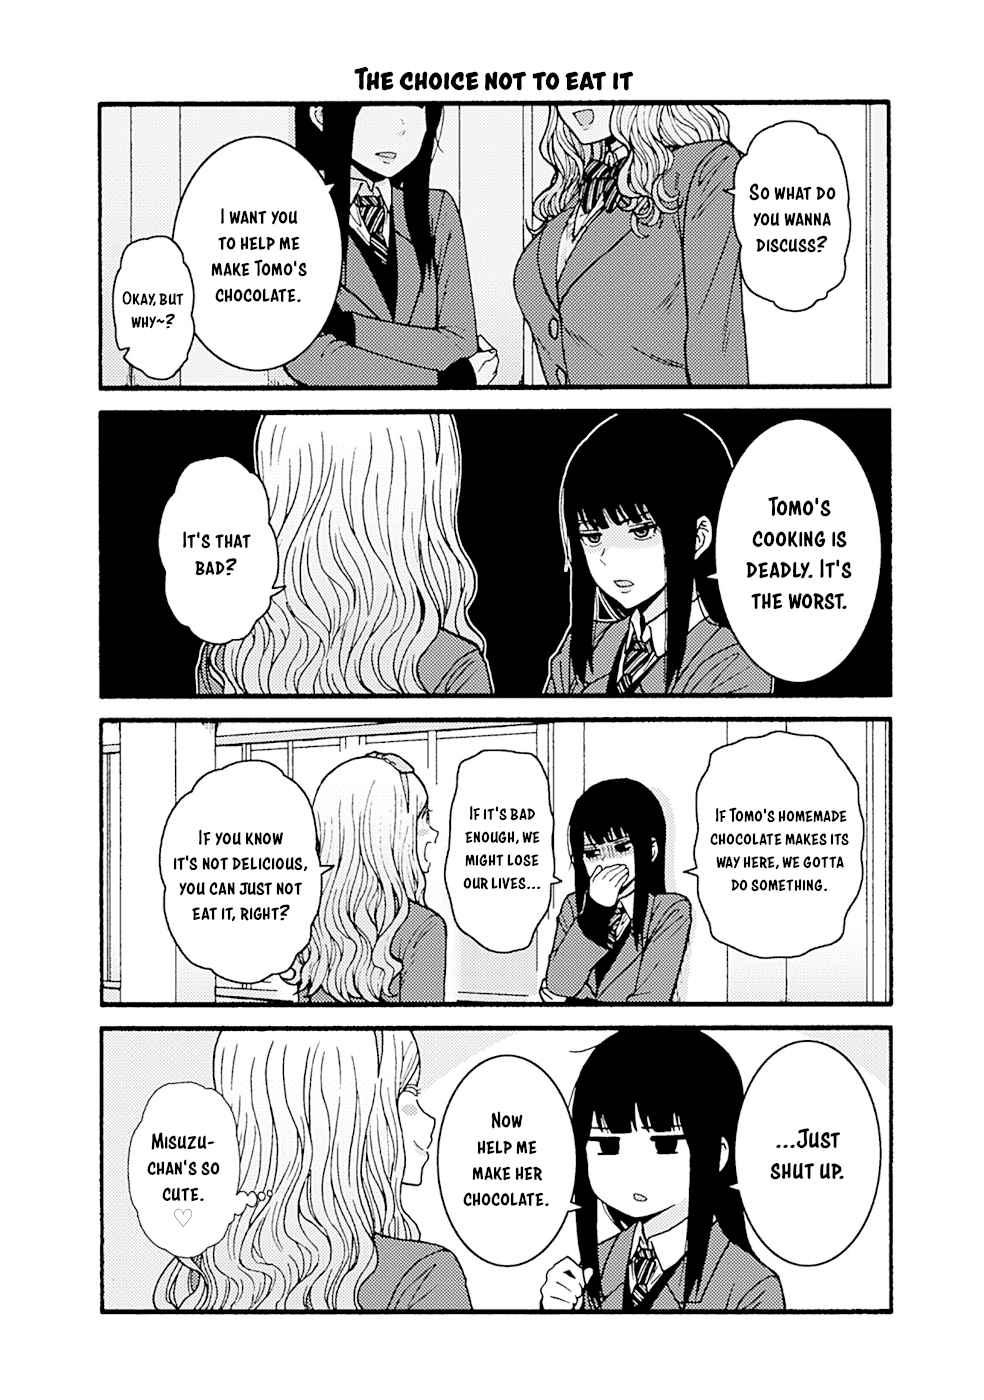 The choice not to eat it
So what do
you wanna
discuss?
I want you
to help me
make Tomo's
chocolate.
Okay, but
why~?
Tomo's
cooking is
deadly. It's
the worst.
It's that
bad?
If Tomo's homemade
chocolate makes its
way here, we gotta
do something.
If it's bad
enough, we
might lose
our lives...
If you know
it's not delicious,
you can just not
eat it, right?
...Just
shut up.
Now
help me
make her
chocolate.
Misuzu-
chan's so
cute.
♡